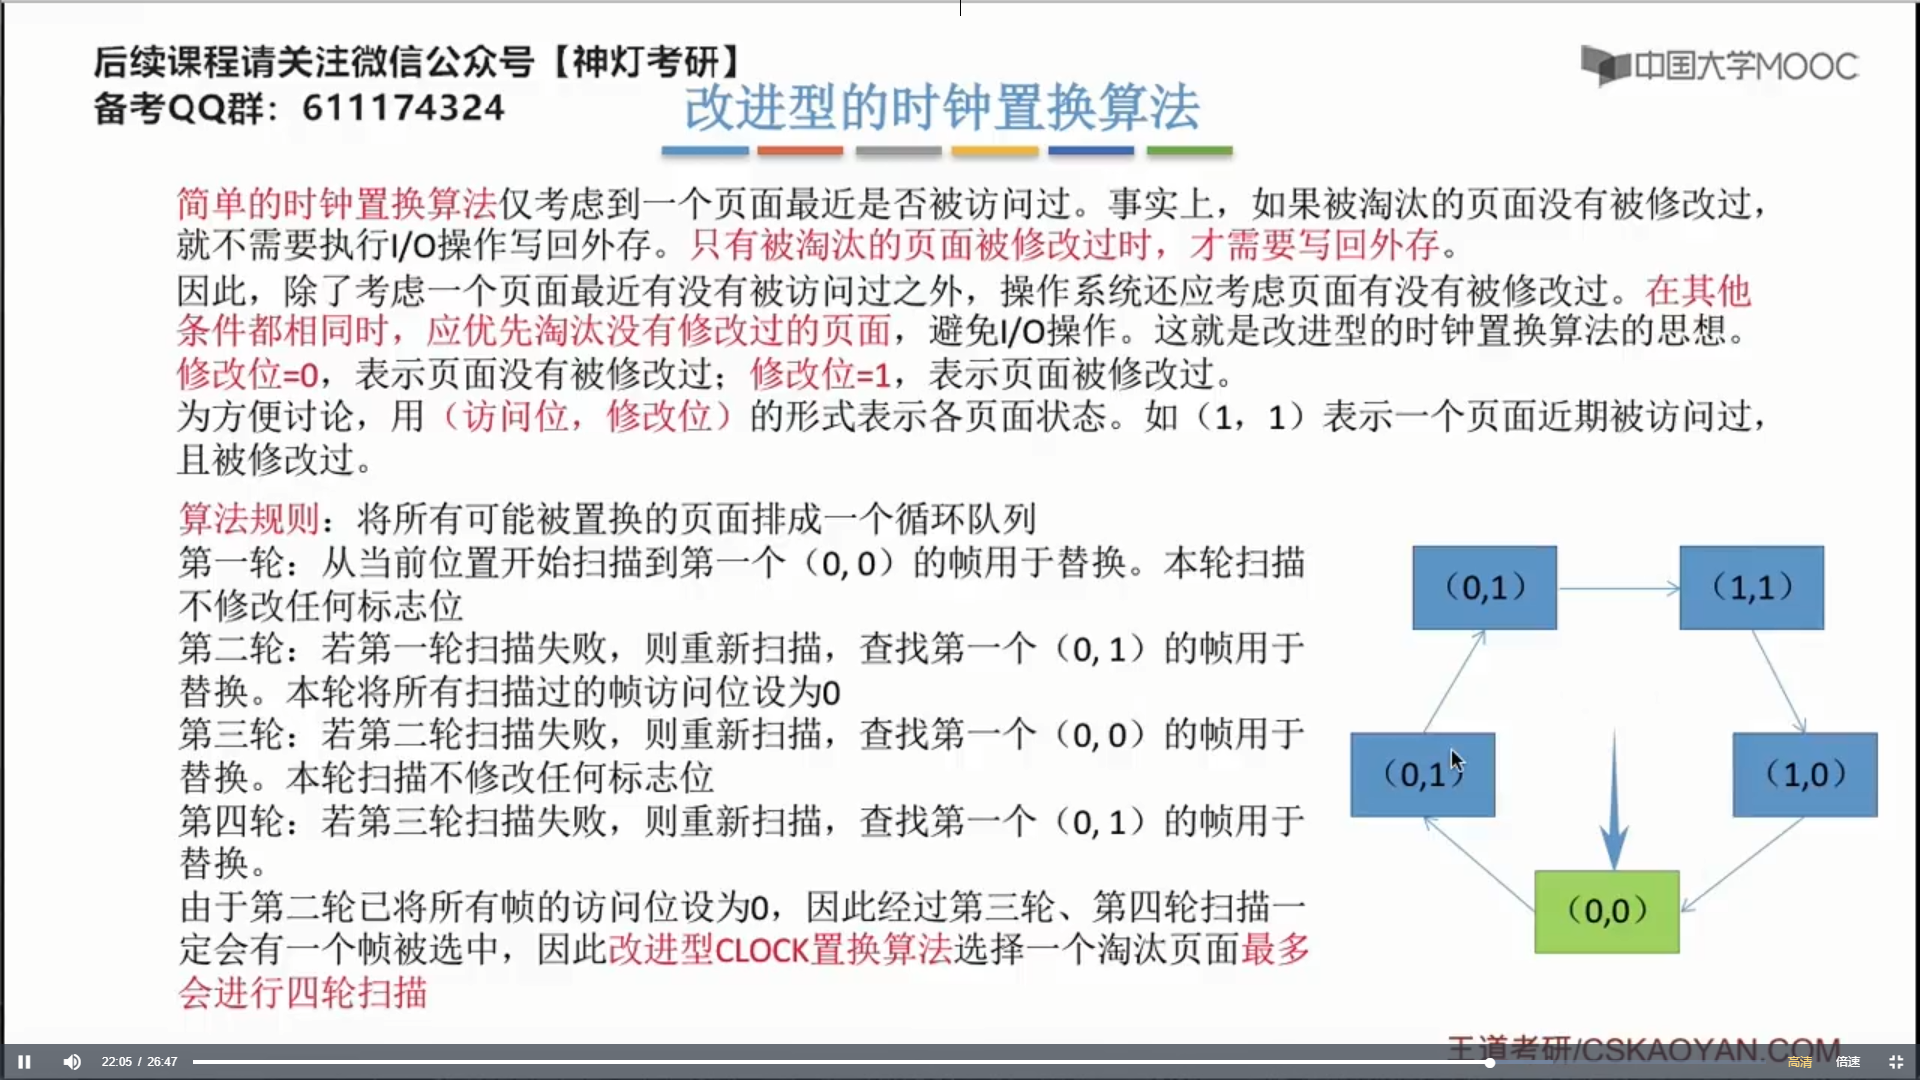 后续课程请关注微信公众号【神灯考研】
备考QQ群：611174324
中国大学MOOC
改进型的时钟置换算法
简单的时钟置换算法仅考虑到一个页面最近是否被访问过。事实上，如果被淘汰的页面没有被修改过，
就不需要执行I/O操作写回外存。只有被淘汰的页面被修改过时，才需要写回外存。
因此，除了考虑一个页面最近有没有被访问过之外，操作系统还应考虑页面有没有被修改过。在其他
条件都相同时，应优先淘汰没有修改过的页面，避免I/O操作。这就是改进型的时钟置换算法的思想。
修改位=0，表示页面没有被修改过；修改位=1，表示页面被修改过。
为方便讨论，用（访问位，修改位）的形式表示各页面状态。如（1，1）表示一个页面近期被访问过，
且被修改过。
算法规则：将所有可能被置换的页面排成一个循环队列
第一轮：从当前位置开始扫描到第一个（0, 0）的帧用于替换。本轮扫描
不修改任何标志位
第二轮：若第一轮扫描失败，则重新扫描，查找第一个（0, 1）的帧用于
替换。本轮将所有扫描过的帧访问位设为0
第三轮：若第二轮扫描失败，则重新扫描，查找第一个（0, 0）的帧用于
替换。本轮扫描不修改任何标志位
第四轮：若第三轮扫描失败，则重新扫描，查找第一个（0, 1）的帧用于
替换。
由于第二轮已将所有帧的访问位设为0，因此经过第三轮、第四轮扫描一
定会有一个帧被选中，因此改进型CLOCK置换算法选择一个淘汰页面最多
会进行四轮扫描
（0,1）
（1,1）
（0,1）
（1,0）
（0,0）
王道考研/CSKAOYAN.COM
22:05 / 26:47
高清
倍速